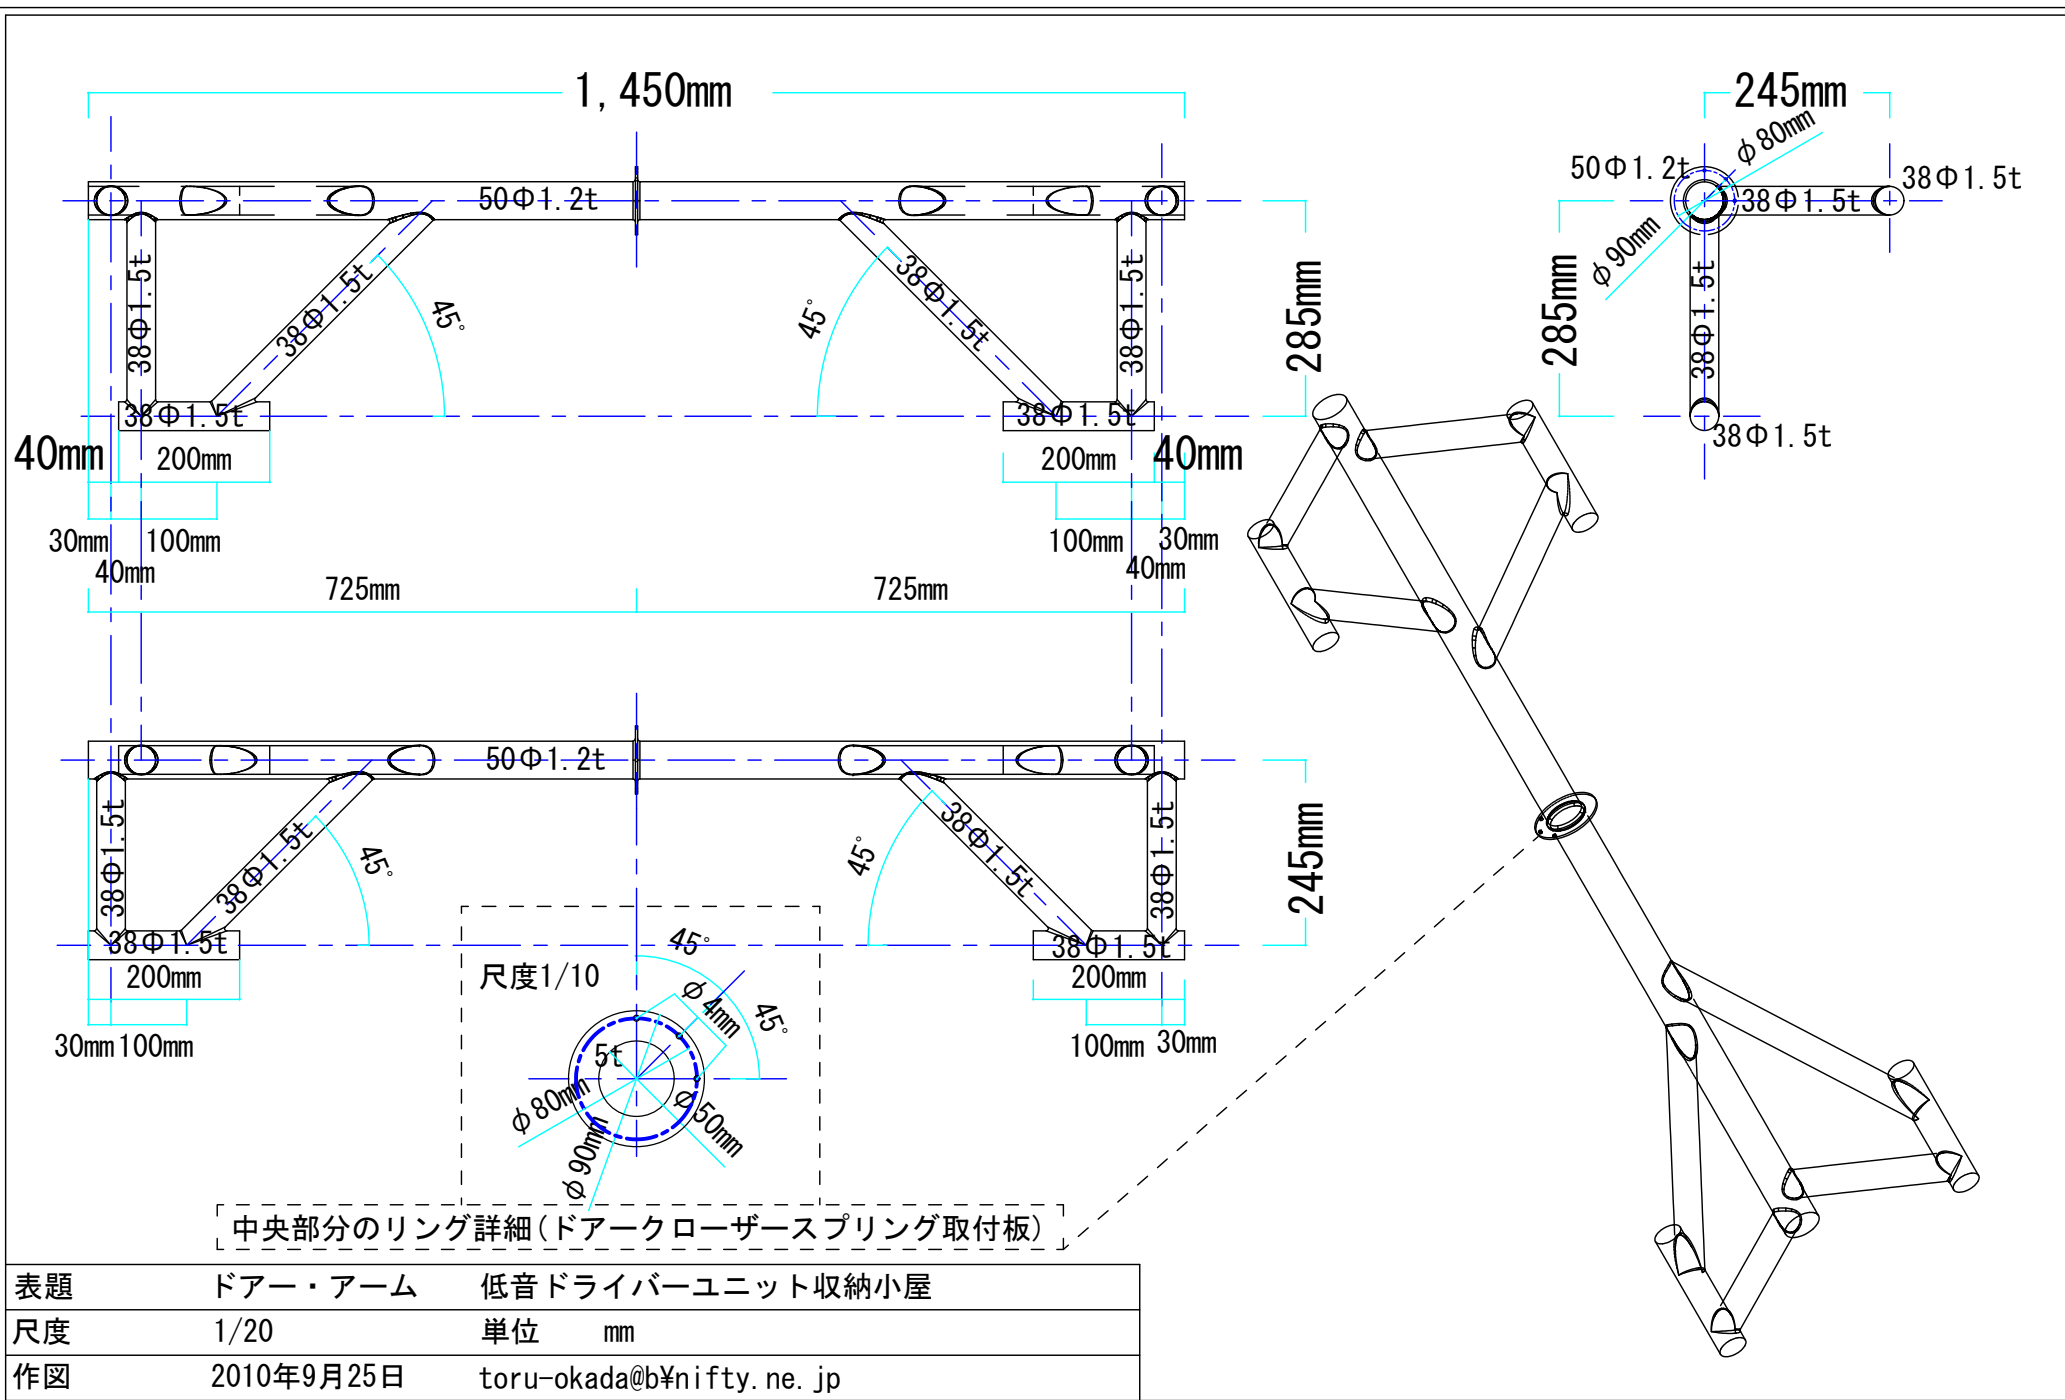 1,450mm
50Φ1.2t
38Φ1.5t
38Φ1.5t
45°
45°
38Φ1.5t
38Φ1.5t
285mm
38Φ1.5t
38Φ1.5t
40mm
200mm
200mm
40mm
30mm
100mm
40mm
100mm
30mm
40mm
725mm
725mm
245mm
φ80mm
50Φ1.2t
38Φ1.5t
38Φ1.5t
φ90mm
285mm
38Φ1.5t
38Φ1.5t
50Φ1.2t
38Φ1.5t
38Φ1.5t
45°
45°
38Φ1.5t
38Φ1.5t
245mm
38Φ1.5t
38Φ1.5t
200mm
200mm
30mm
100mm
100mm
30mm
尺度1/10
45°
45°
φ4mm
5t
φ80mm
φ50mm
φ90mm
中央部分のリング詳細(ドアークローザースプリング取付板)
表題 ドアー・アーム 低音ドライバーユニット収納小屋
尺度 1/20 単位 mm
作図 2010年9月25日 toru-okada@b¥nifty.ne.jp